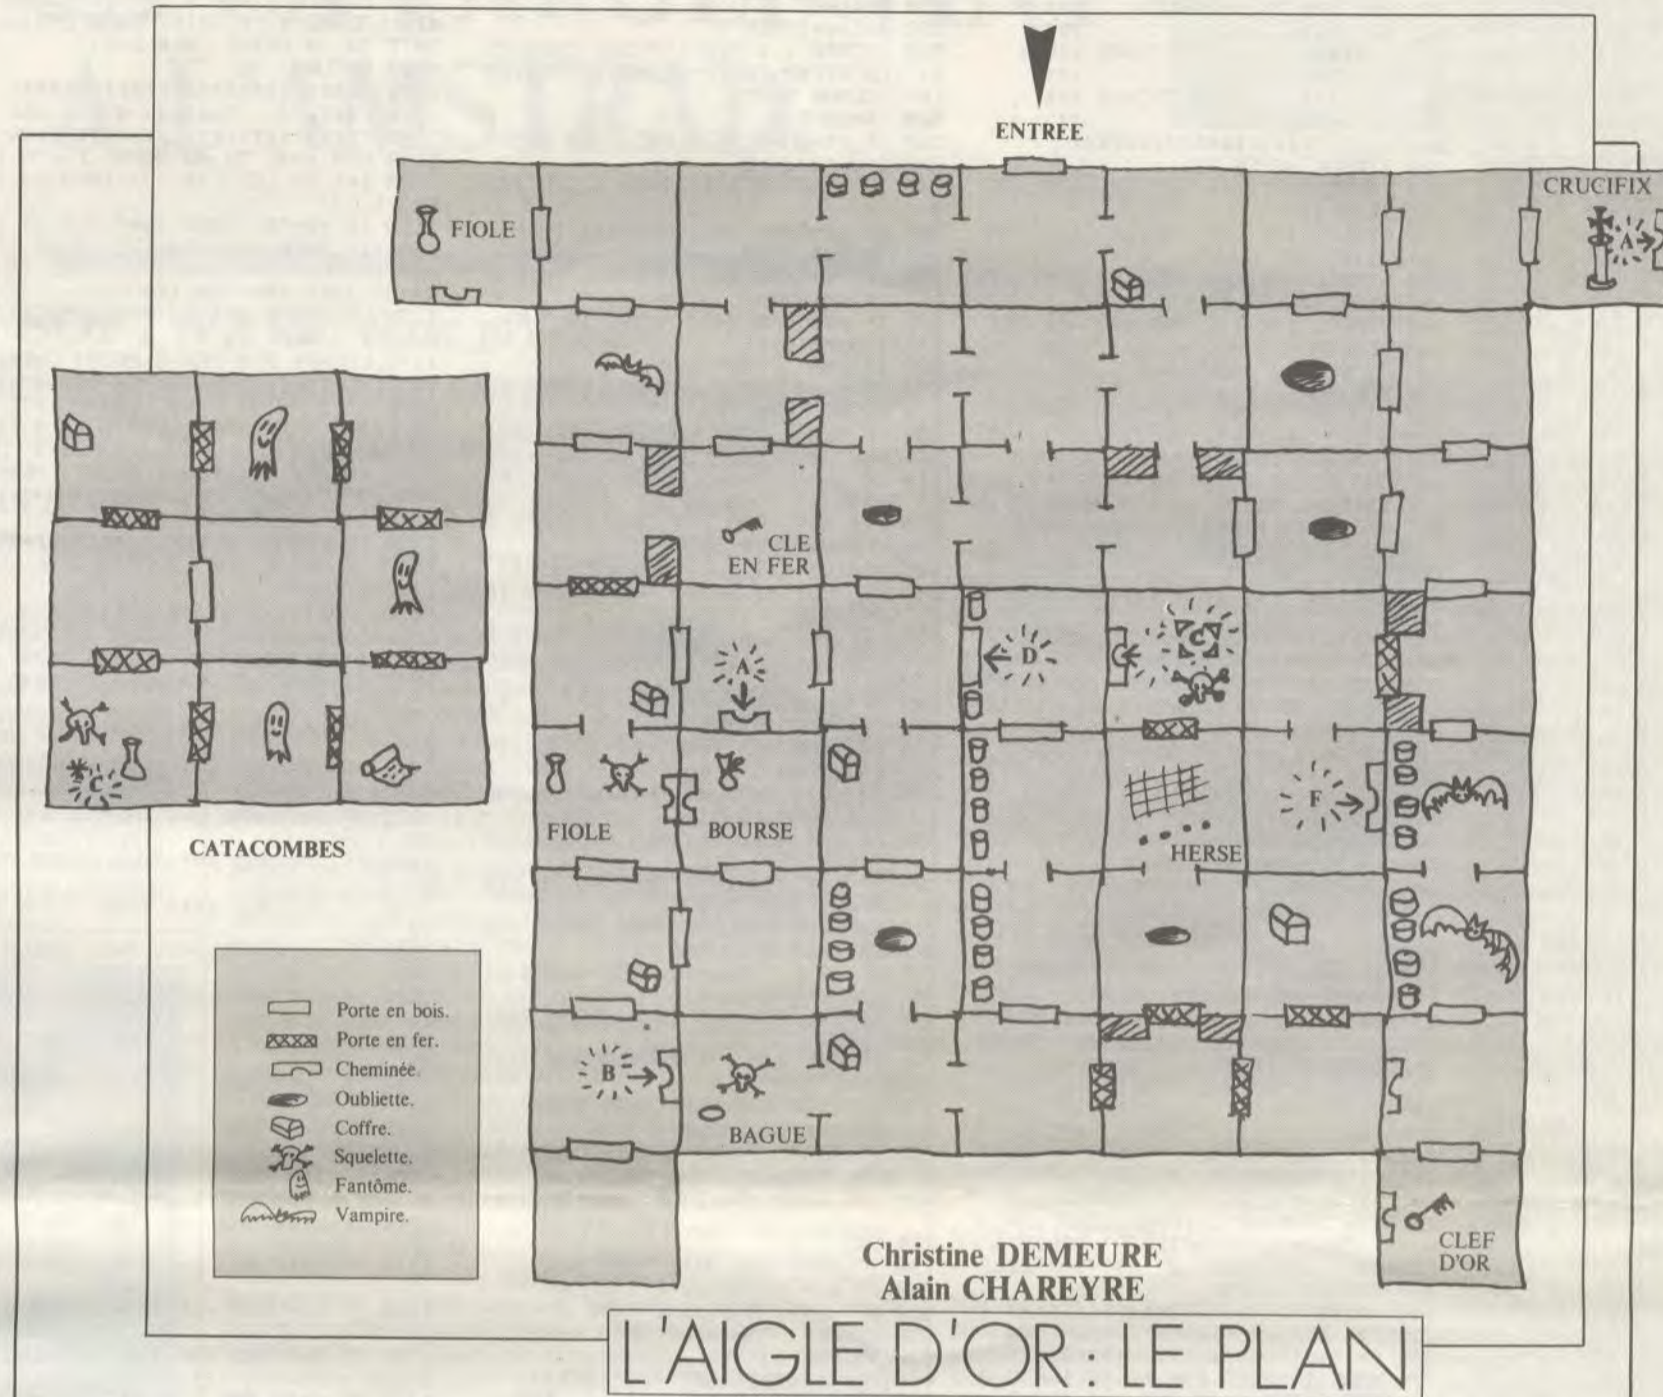 ENTREE
CRUCIFIX
FIOLE
A
CLE
EN FER
A
D
C
C
F
FIOLE
BOURSE
HERSE
CATACOMBES
Porte en bois.
Porte en fer.
Cheminée.
Oubliette.
Coffre.
Squelette.
Fantôme.
Vampire.
B
BAGUE
CLEF
D'OR
Christine DEMEURE
Alain CHAREYRE
L'AIGLE D'OR : LE PLAN